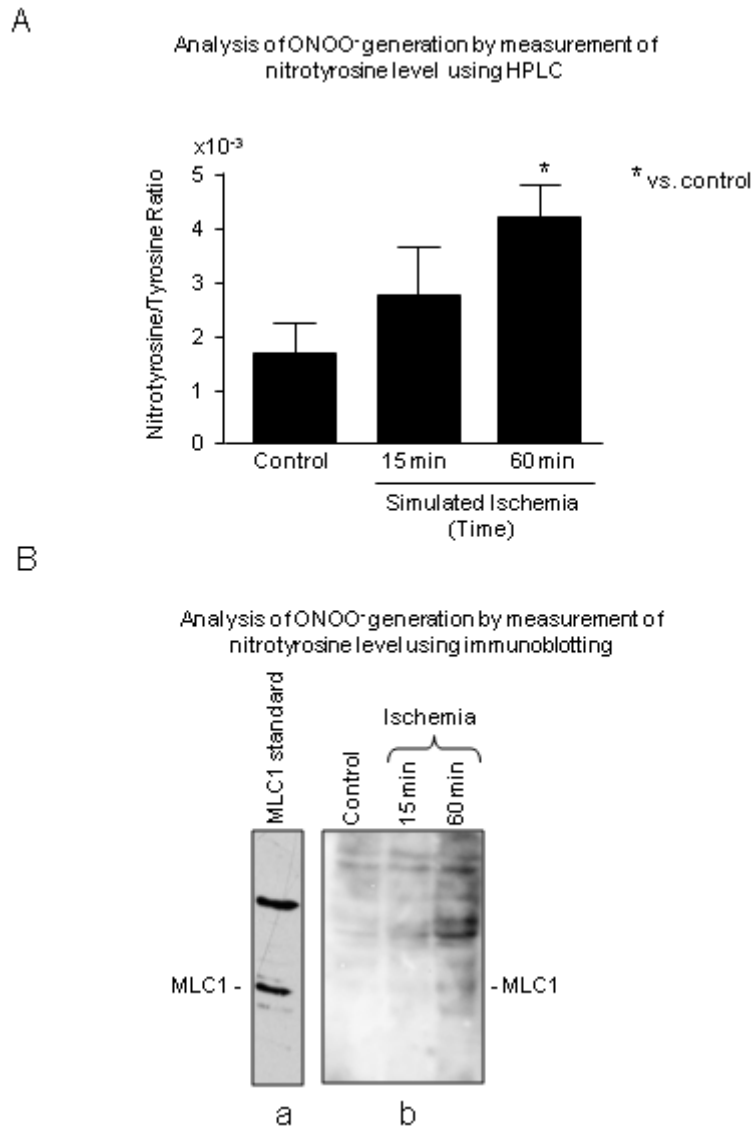 A
Analysis of ONOO⁻ generation by measurement of
nitrotyrosine level using HPLC
x10⁻³
5
4
3
2
1
0
Nitrotyrosine/Tyrosine Ratio
*
* vs. control
Control
15 min
60 min
Simulated Ischemia
(Time)
B
Analysis of ONOO⁻ generation by measurement of
nitrotyrosine level using immunoblotting
Ischemia
MLC1 standard
Control
15 min
60 min
MLC1 -
- MLC1
a
b